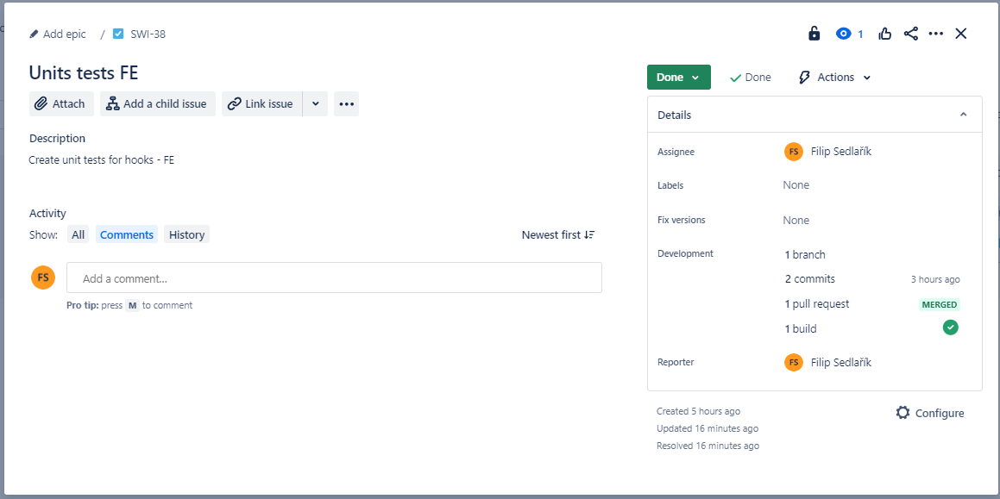 Add epic / SWI-38
1
Units tests FE
Done
Done
Actions
Attach
Add a child issue
Link issue
Description
Create unit tests for hooks - FE
Activity
Show: All Comments History
Newest first
FS
Add a comment...
Pro tip: press M to comment
Details
Assignee
FS Filip Sedlařík
Labels
None
Fix versions
None
Development
1 branch
2 commits 3 hours ago
1 pull request MERGED
1 build
Reporter
FS Filip Sedlařík
Created 5 hours ago
Updated 16 minutes ago
Resolved 16 minutes ago
Configure